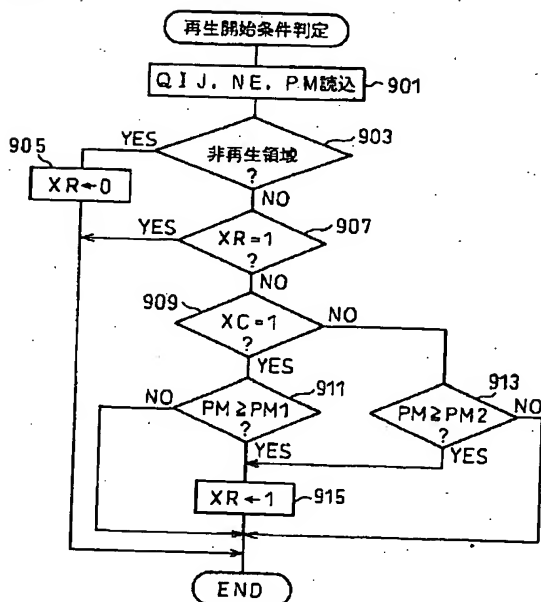 再生開始条件判定
QIJ, NE, PM読込
901
903
905
YES
非再生領域
?
XR←0
NO
907
YES
XR=1
?
NO
909
XC=1
?
NO
YES
911
913
NO
PM≧PM1
?
PM≧PM2
?
NO
YES
YES
XR←1
915
END